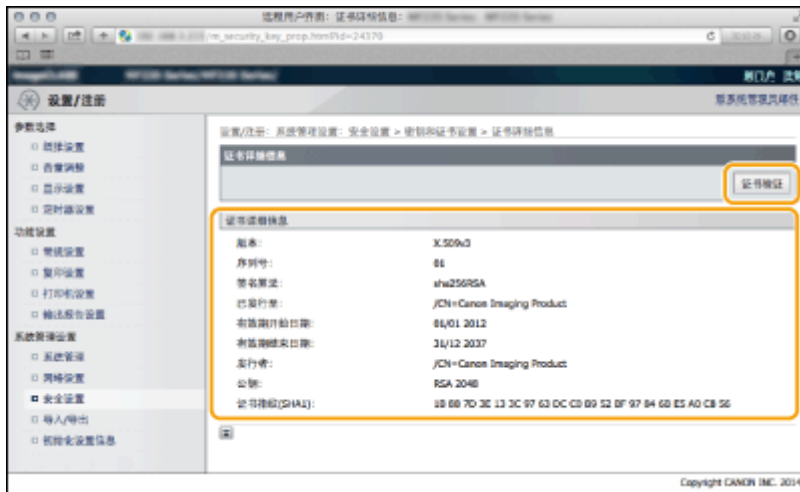 远程用户界面: 证书详细信息:
/m_security_key_prop.html?id=24370
设置/注册
参数选择
链接设置
音量调整
显示设置
定时器设置
功能设置
常规设置
复印设置
打印机设置
输出报告设置
系统管理设置
系统管理
网络设置
安全设置
导入/导出
初始化设置信息
设置/注册: 系统管理设置: 安全设置 > 密钥和证书设置 > 证书详细信息
证书详细信息
证书验证
证书详细信息
版本: X.509v3
序列号: 01
签名算法: sha256RSA
已发行至: /CN=Canon Imaging Product
有效期开始日期: 01/01 2012
有效期结束日期: 31/12 2037
发行者: /CN=Canon Imaging Product
公钥: RSA 2048
证书指纹(SHA1):
Copyright CANON INC. 2014